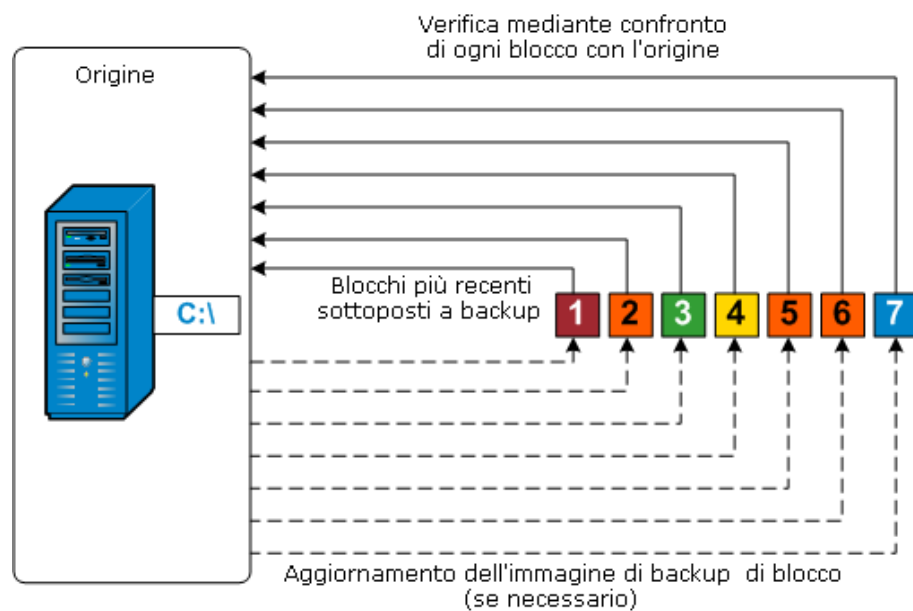 Verifica mediante confronto
di ogni blocco con l'origine
Origine
Blocchi più recenti
sottoposti a backup
C:\
1 2 3 4 5 6 7
Aggiornamento dell'immagine di backup di blocco
(se necessario)